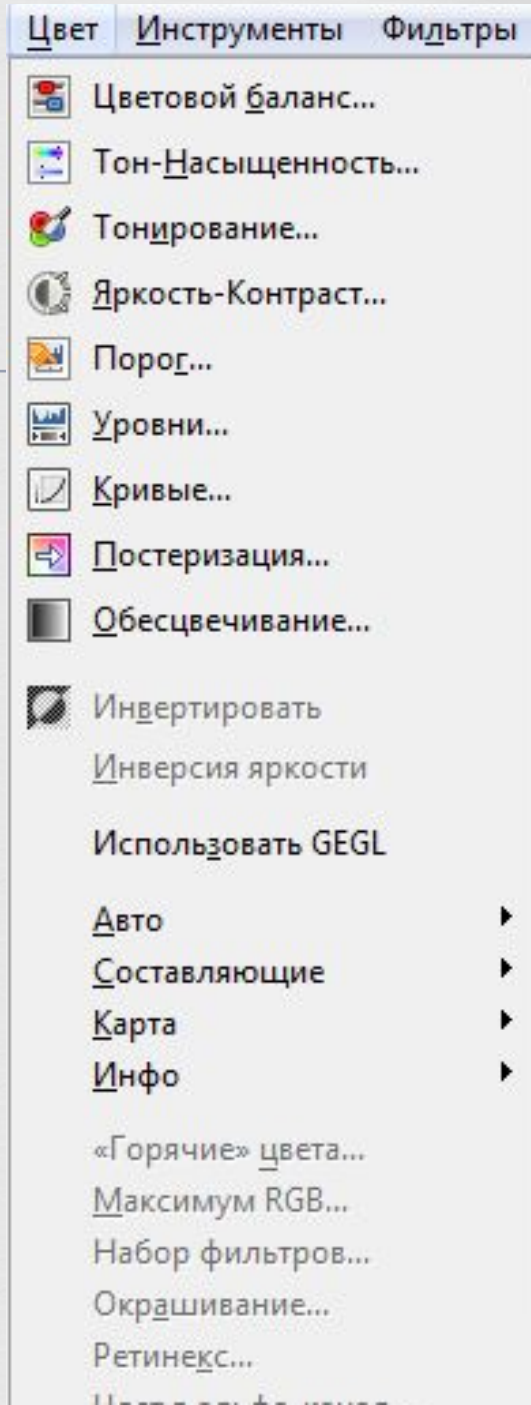 Цвет Инструменты Фильтры
Цветовой баланс...
Тон-Насыщенность...
Тонирование...
Яркость-Контраст...
Порог...
Уровни...
Кривые...
Постеризация...
Обесцвечивание...
Инвертировать
Инверсия яркости
Использовать GEGL
Авто
Составляющие
Карта
Инфо
«Горячие» цвета...
Максимум RGB...
Набор фильтров...
Окрашивание...
Ретинекс...